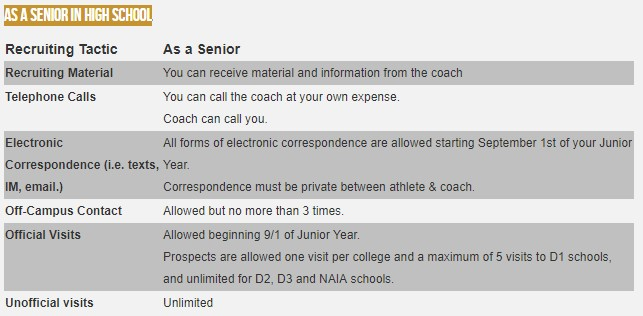 AS A SENIOR IN HIGH SCHOOL
Recruiting Tactic As a Senior
Recruiting Material You can receive material and information from the coach
Telephone Calls You can call the coach at your own expense.
Coach can call you.
Electronic All forms of electronic correspondence are allowed starting September 1st of your Junior
Correspondence (i.e. texts, Year.
IM, email.) Correspondence must be private between athlete & coach.
Off-Campus Contact Allowed but no more than 3 times.
Official Visits Allowed beginning 9/1 of Junior Year.
Prospects are allowed one visit per college and a maximum of 5 visits to D1 schools,
and unlimited for D2, D3 and NAIA schools.
Unofficial visits Unlimited